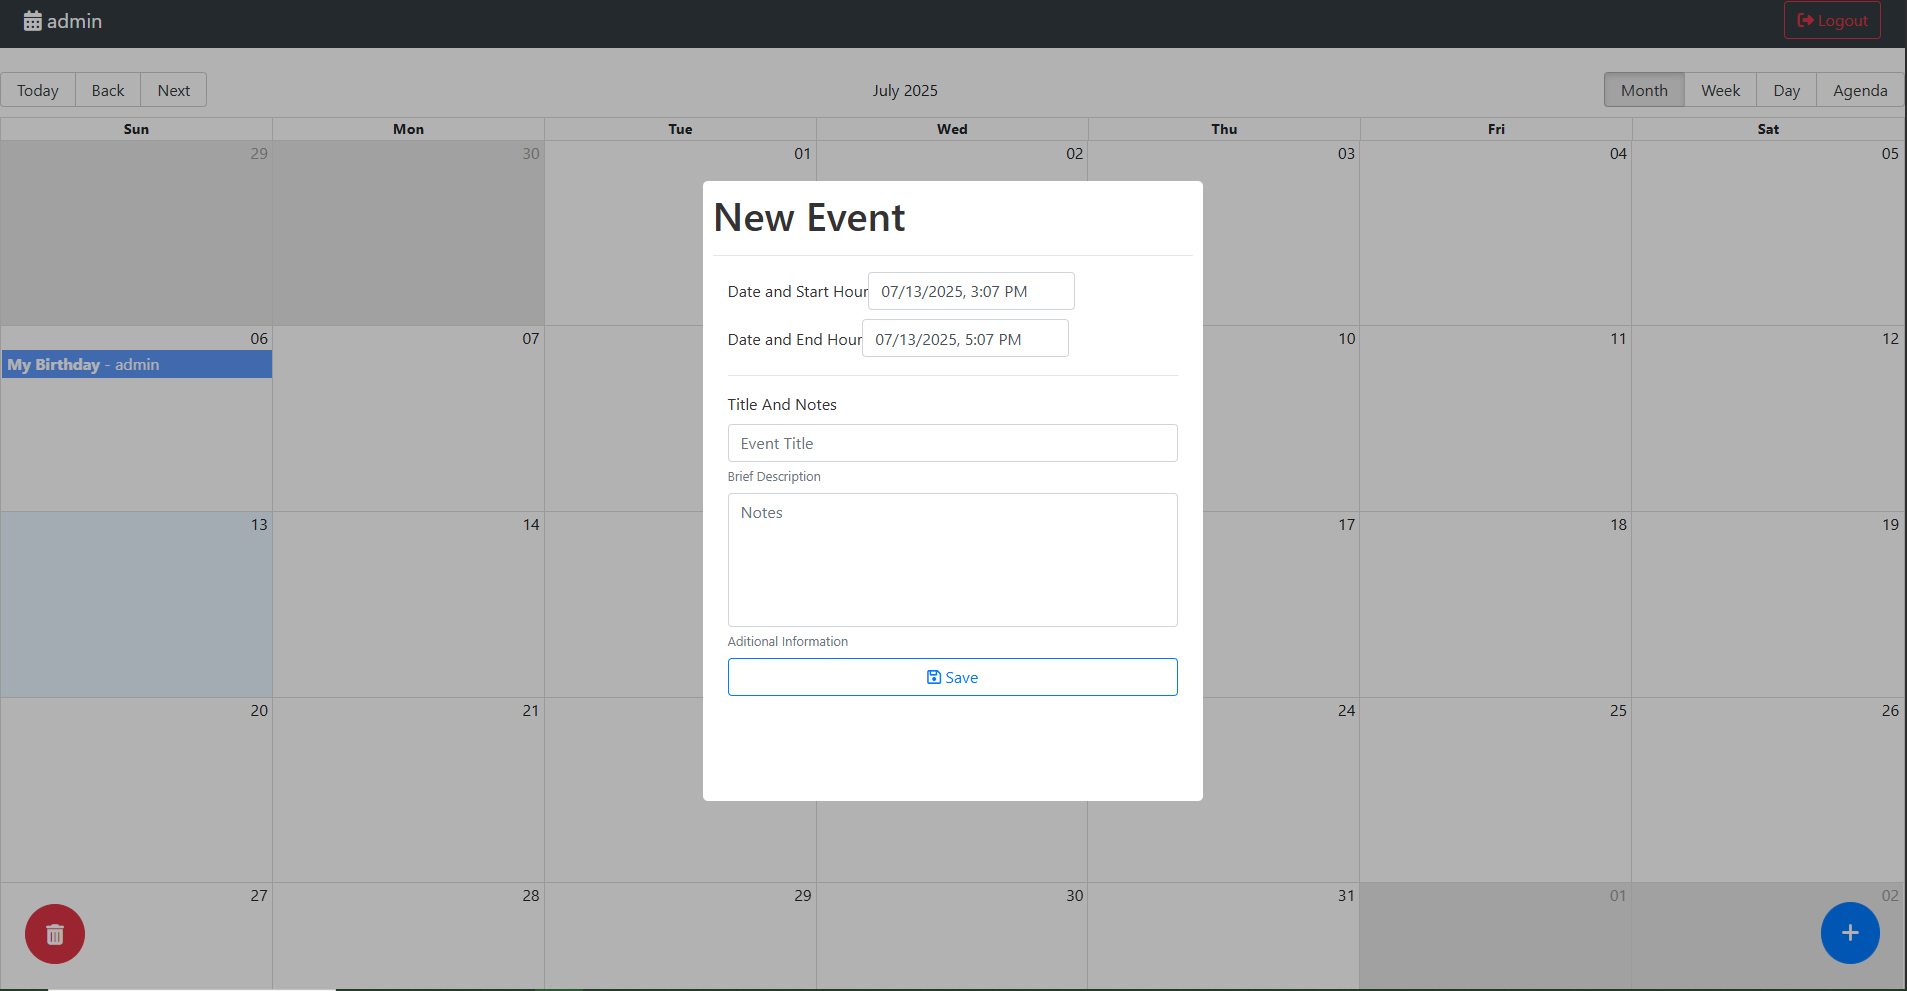 admin
Logout
Today Back Next
July 2025
Month Week Day Agenda
Sun Mon Tue Wed Thu Fri Sat
29 30 01 02 03 04 05
New Event
Date and Start Hour 07/13/2025, 3:07 PM
06 07 10 11 12
Date and End Hour 07/13/2025, 5:07 PM
My Birthday - admin
Title And Notes
Event Title
Brief Description
Notes
13 14 17 18 19
Aditional Information
Save
20 21 24 25 26
27 28 29 30 31 01 02